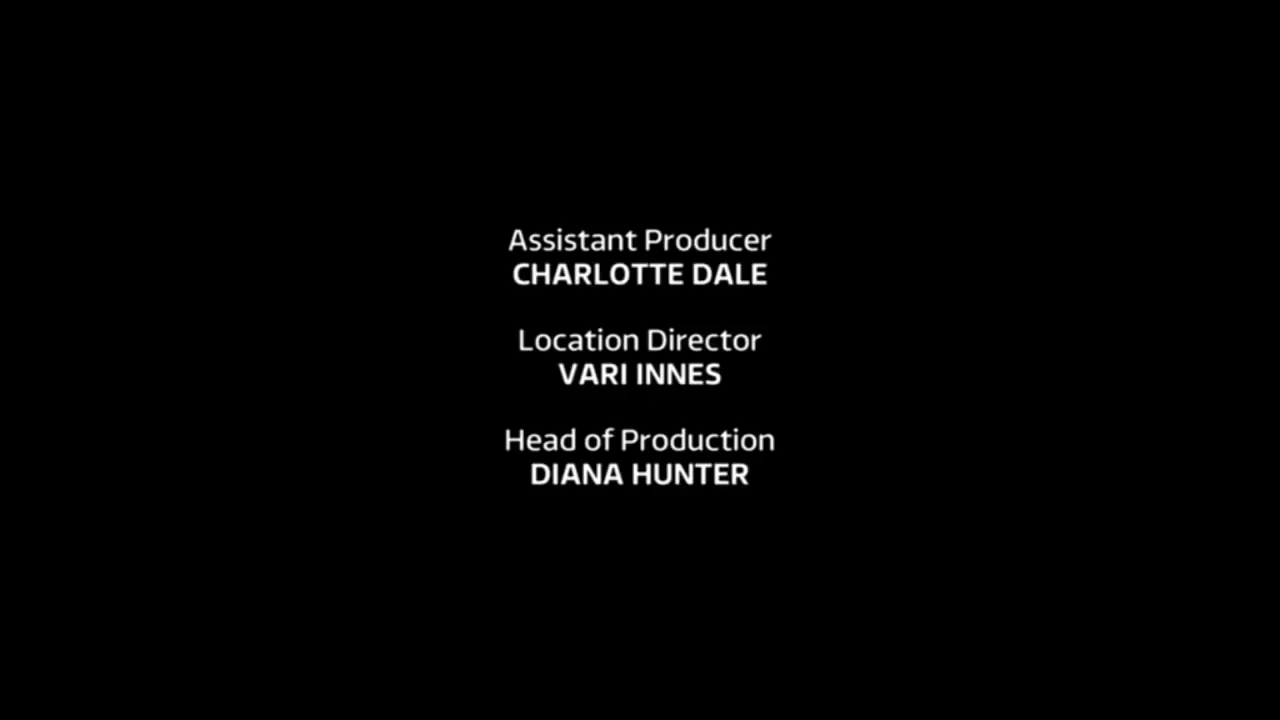 Assistant Producer
CHARLOTTE DALE
Location Director
VARI INNES
Head of Production
DIANA HUNTER